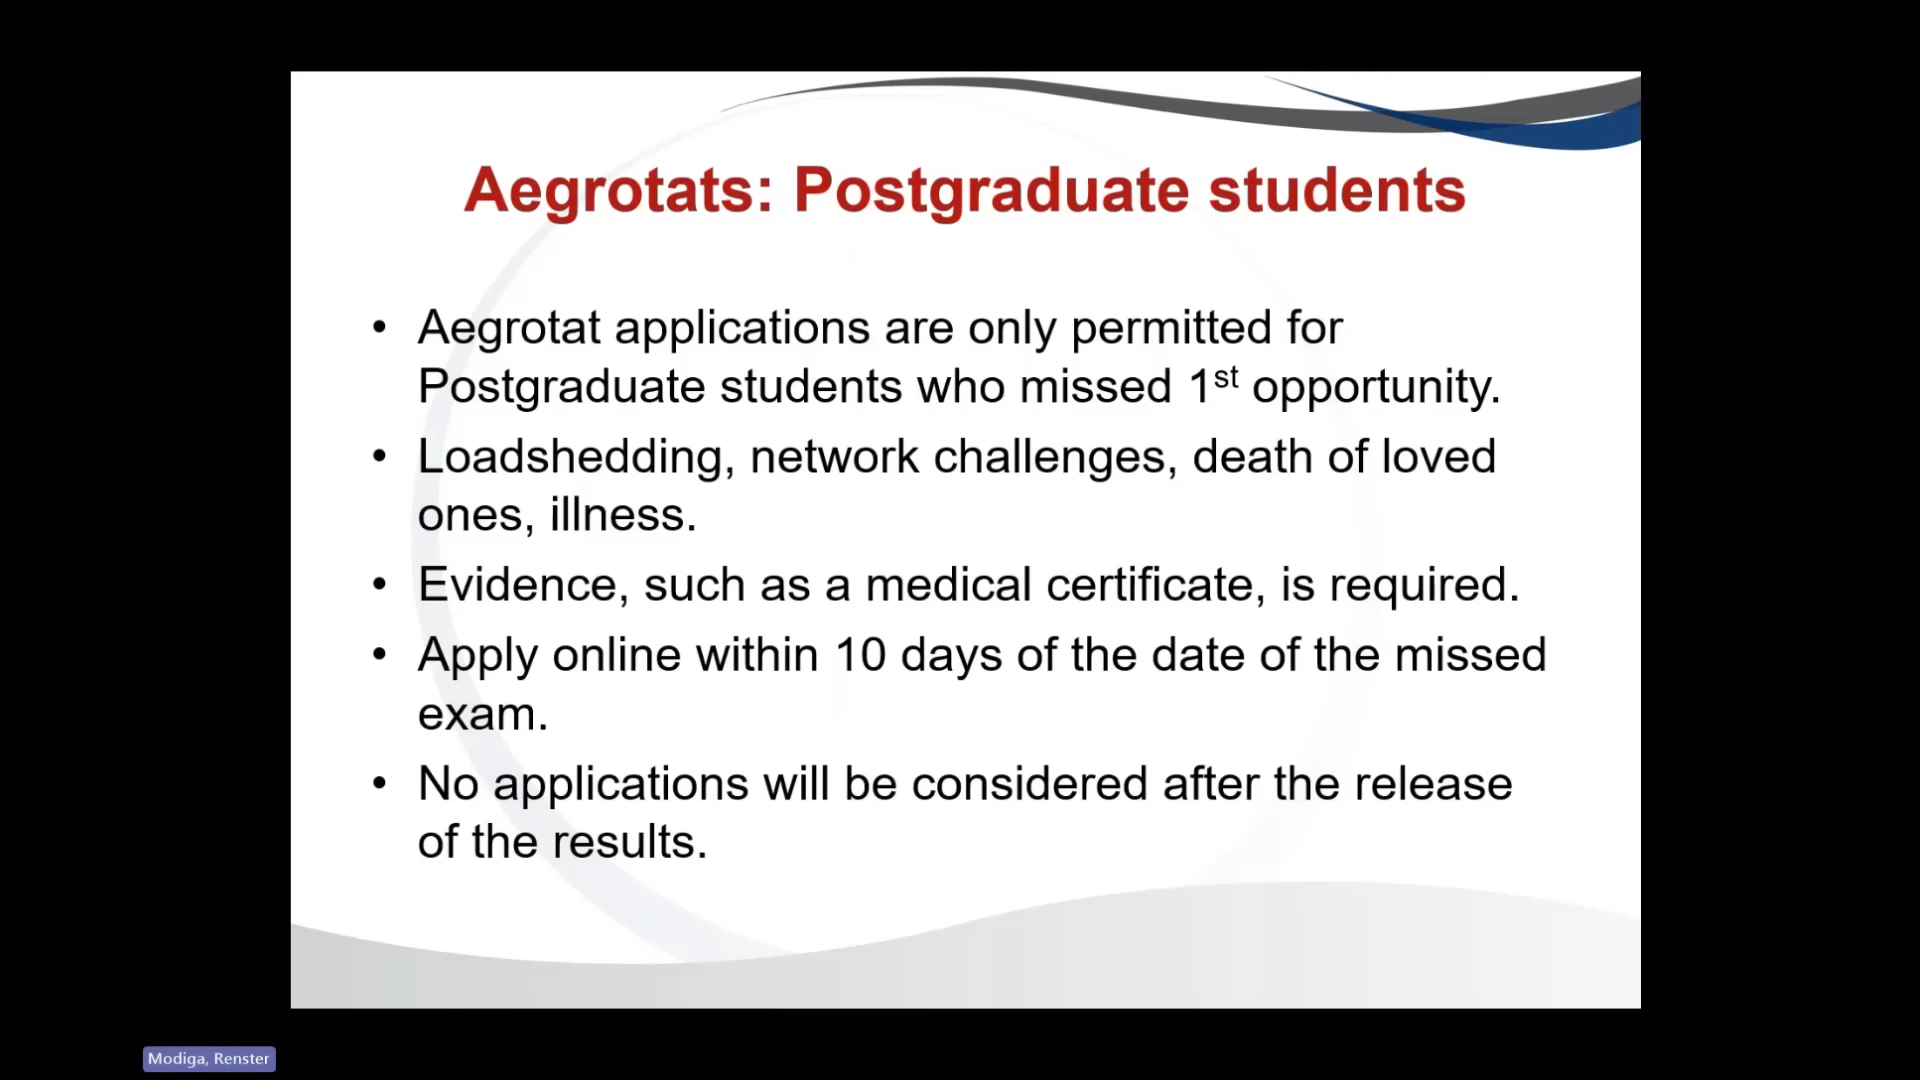 Aegrotats: Postgraduate students
• Aegrotat applications are only permitted for
Postgraduate students who missed 1st opportunity.
• Loadshedding, network challenges, death of loved
ones, illness.
• Evidence, such as a medical certificate, is required.
• Apply online within 10 days of the date of the missed
exam.
• No applications will be considered after the release
of the results.
Modiga, Renster